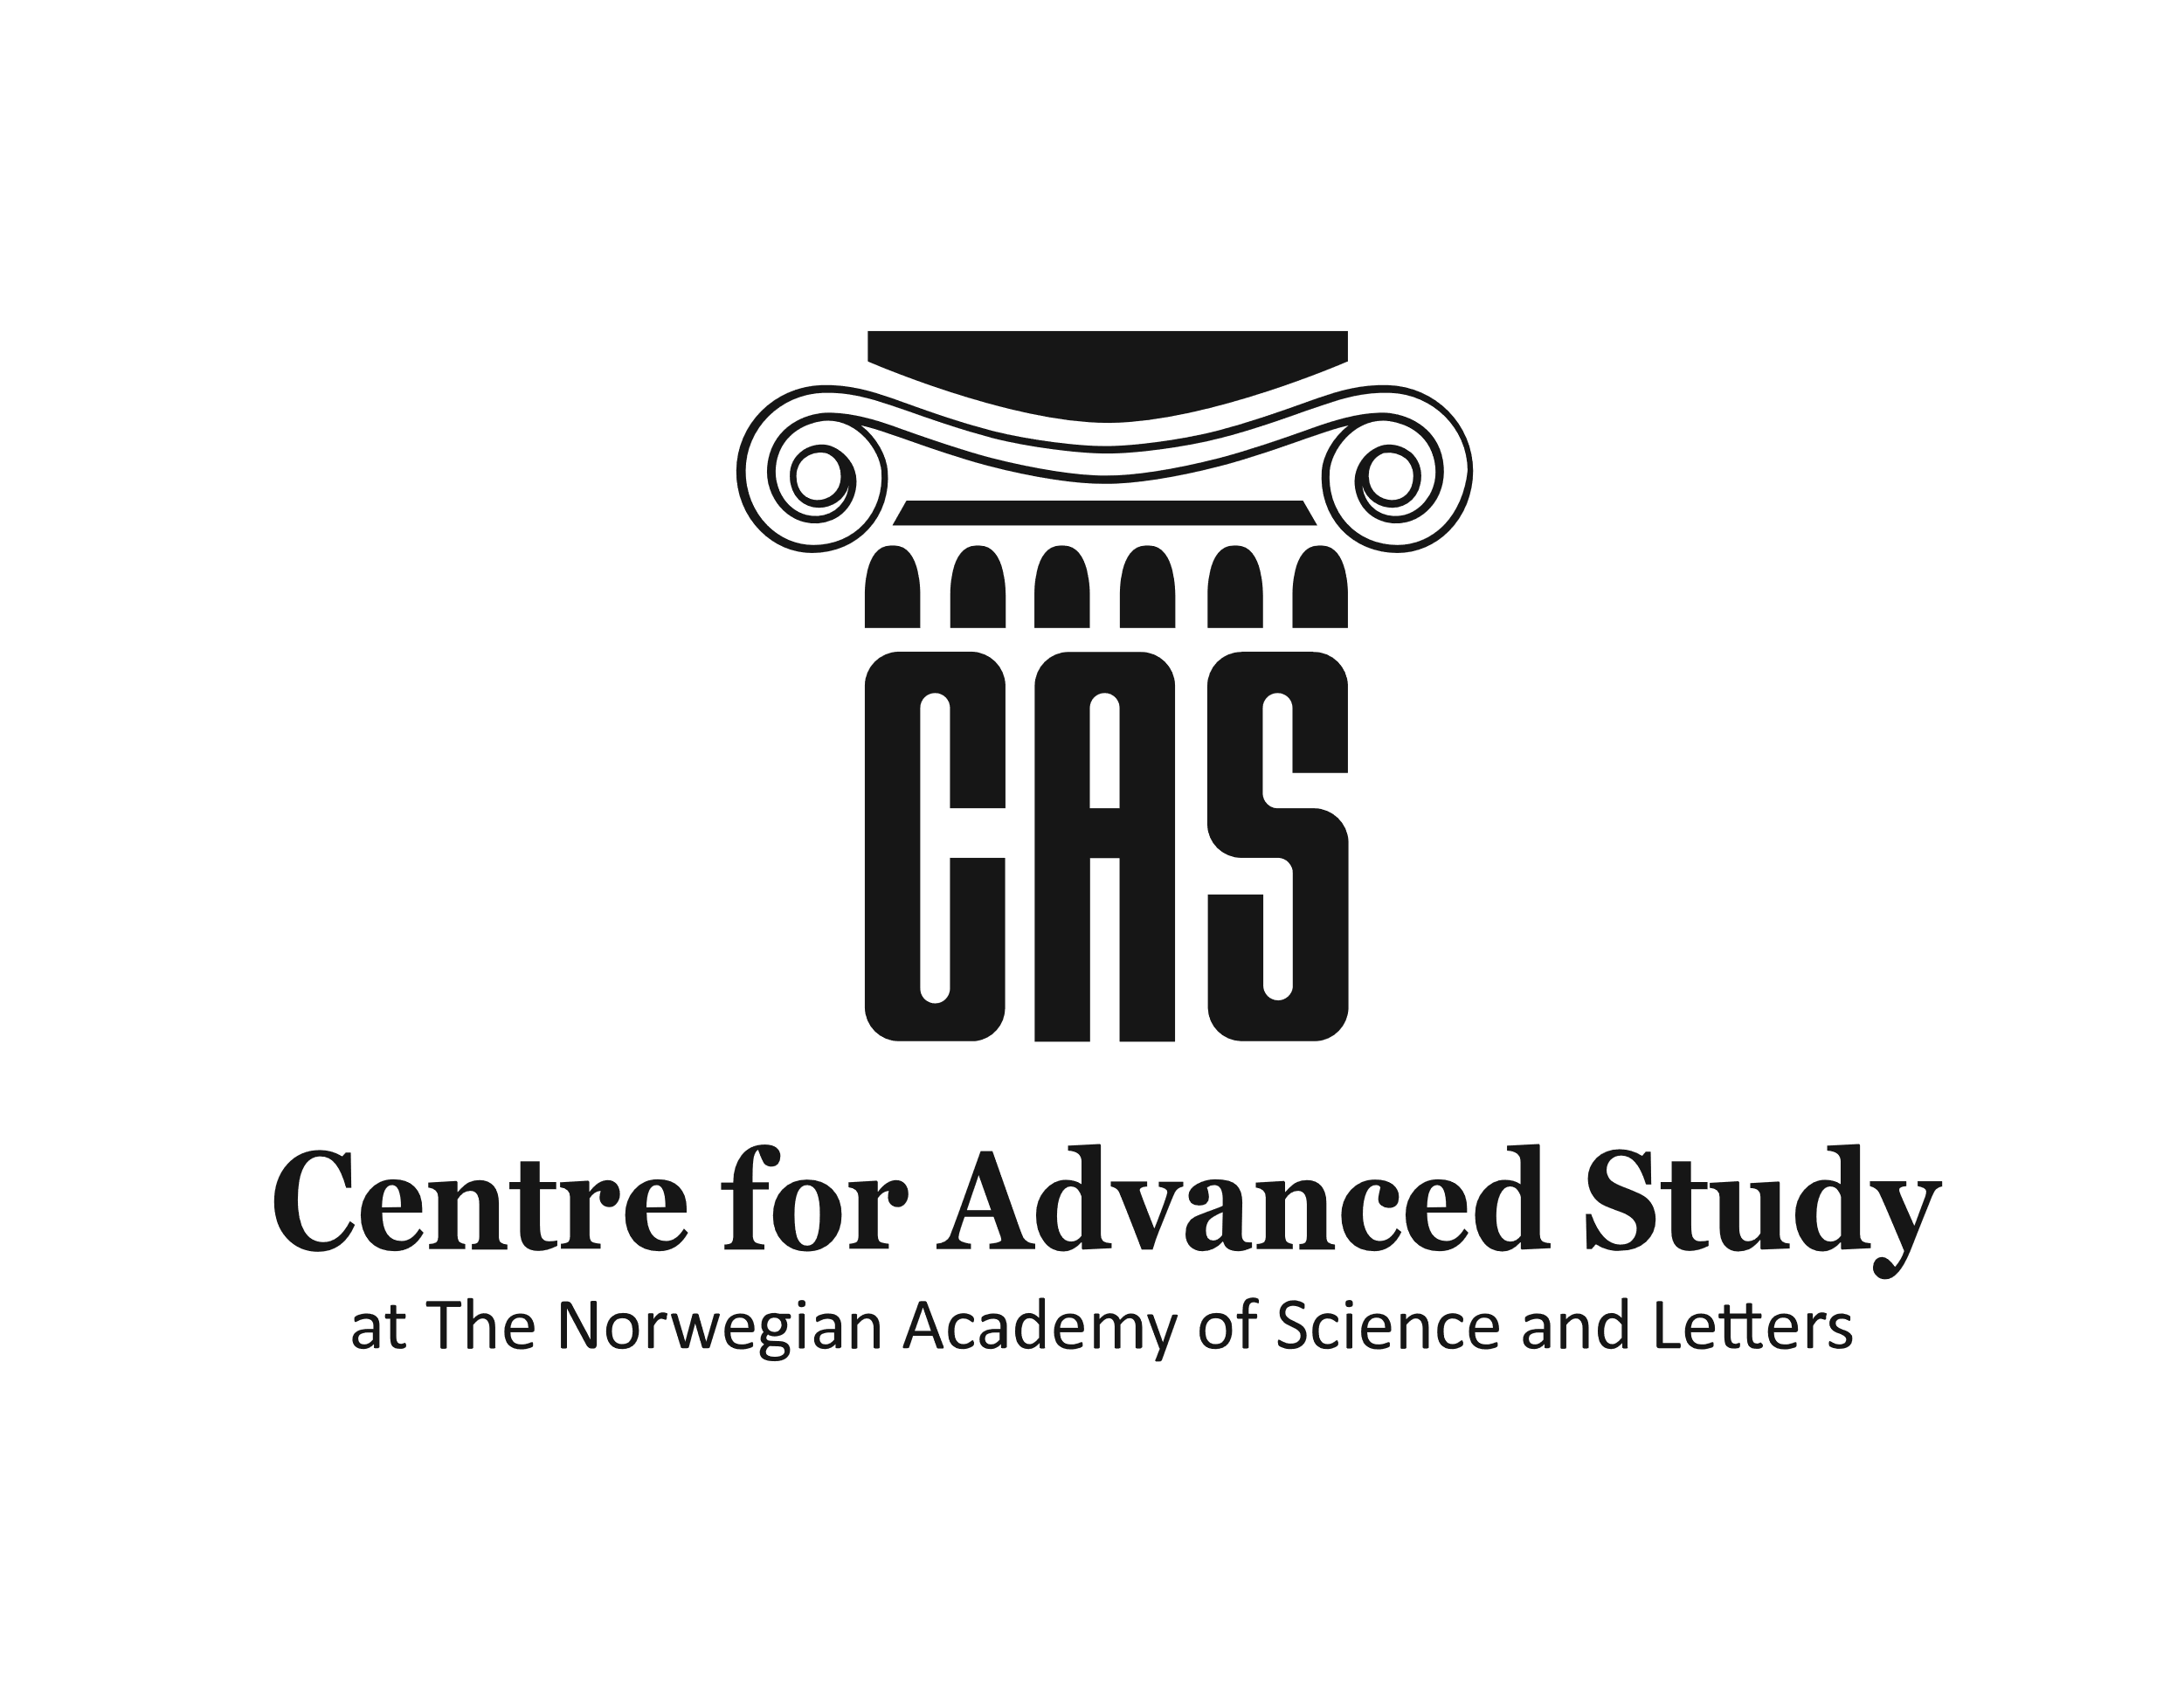 CAS
Centre for Advanced Study
at The Norwegian Academy of Science and Letters